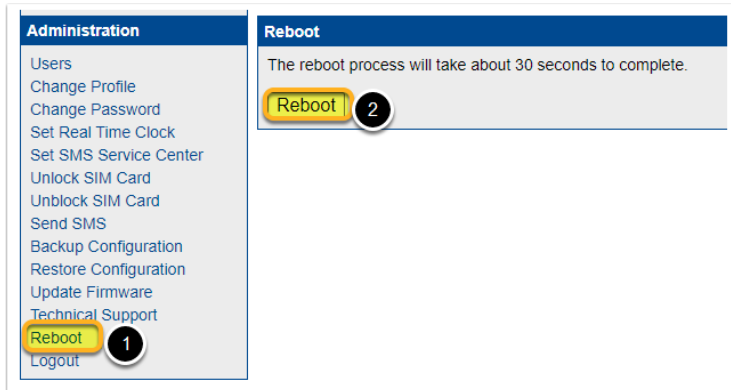 Administration
Users
Change Profile
Change Password
Set Real Time Clock
Set SMS Service Center
Unlock SIM Card
Unblock SIM Card
Send SMS
Backup Configuration
Restore Configuration
Update Firmware
Technical Support
Reboot 1
Logout
Reboot
The reboot process will take about 30 seconds to complete.
Reboot 2